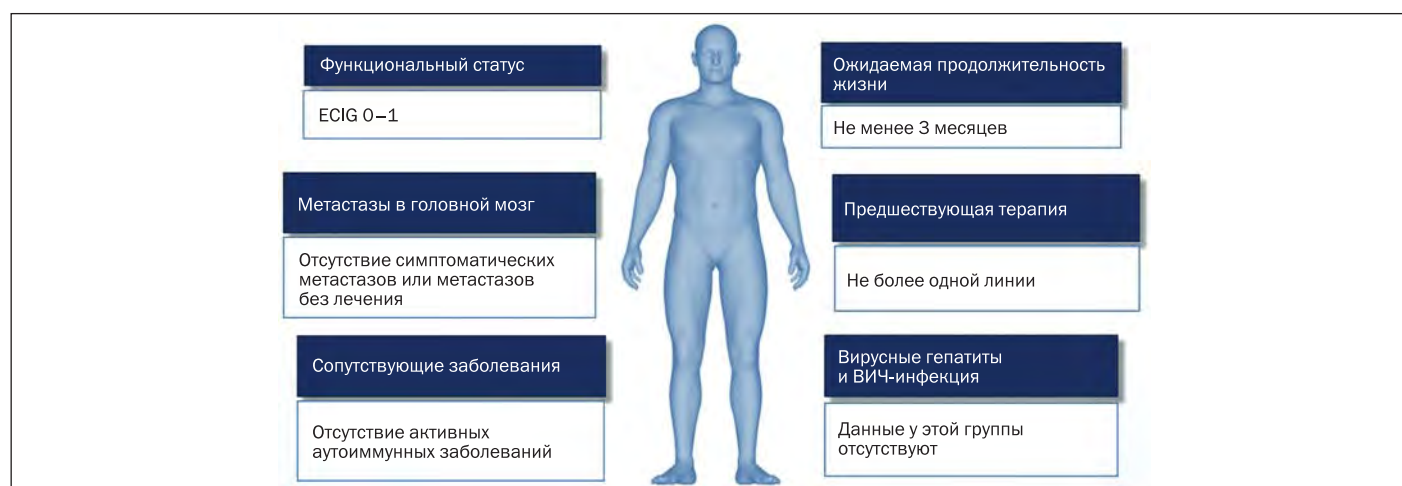 Функциональный статус
ECIG 0–1
Метастазы в головной мозг
Отсутствие симптоматических
метастазов или метастазов
без лечения
Сопутствующие заболевания
Отсутствие активных
аутоиммунных заболеваний
Ожидаемая продолжительность
жизни
Не менее 3 месяцев
Предшествующая терапия
Не более одной линии
Вирусные гепатиты
и ВИЧ-инфекция
Данные у этой группы
отсутствуют